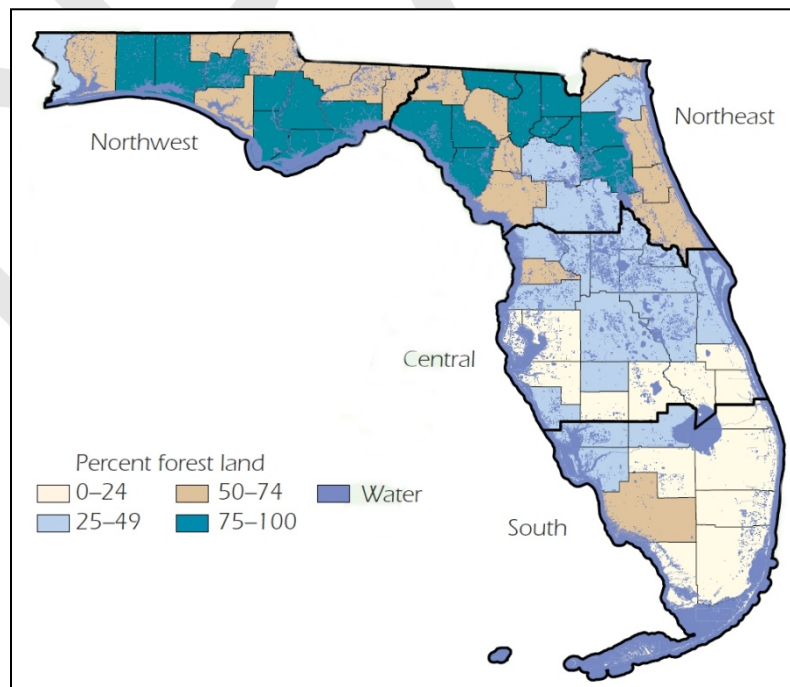 Northwest
Northeast
Central
South
Percent forest land
0–24
50–74
Water
25–49
75–100